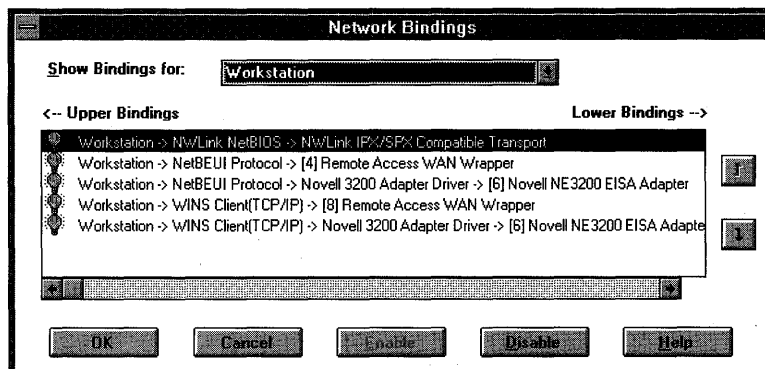 Network Bindings
Show Bindings for:
Workstation
<-- Upper Bindings
Lower Bindings -->
Workstation -> NWLink NetBIOS -> NWLink IPX/SPX Compatible Transport
Workstation -> NetBEUI Protocol -> [4] Remote Access WAN Wrapper
Workstation -> NetBEUI Protocol -> Novell 3200 Adapter Driver -> [6] Novell NE3200 EISA Adapter
Workstation -> WINS Client(TCP/IP) -> [8] Remote Access WAN Wrapper
Workstation -> WINS Client(TCP/IP) -> Novell 3200 Adapter Driver -> [6] Novell NE3200 EISA Adapte
OK
Cancel
Enable
Disable
Help